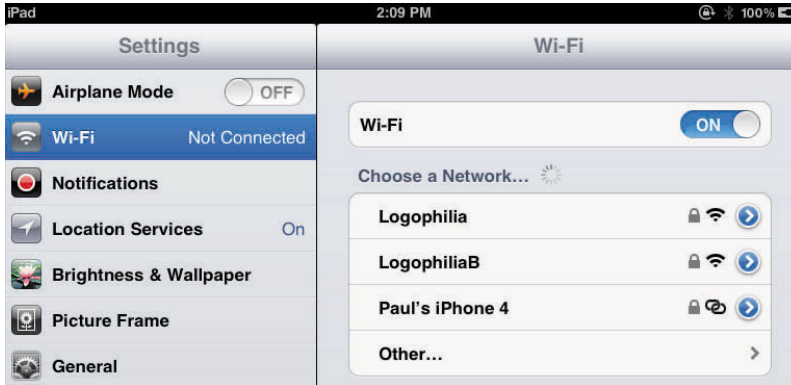 iPad 2:09 PM 100%
Settings
Airplane Mode OFF
Wi-Fi Not Connected
Notifications
Location Services On
Brightness & Wallpaper
Picture Frame
General
Wi-Fi
Wi-Fi ON
Choose a Network...
Logophilia
LogophiliaB
Paul's iPhone 4
Other...